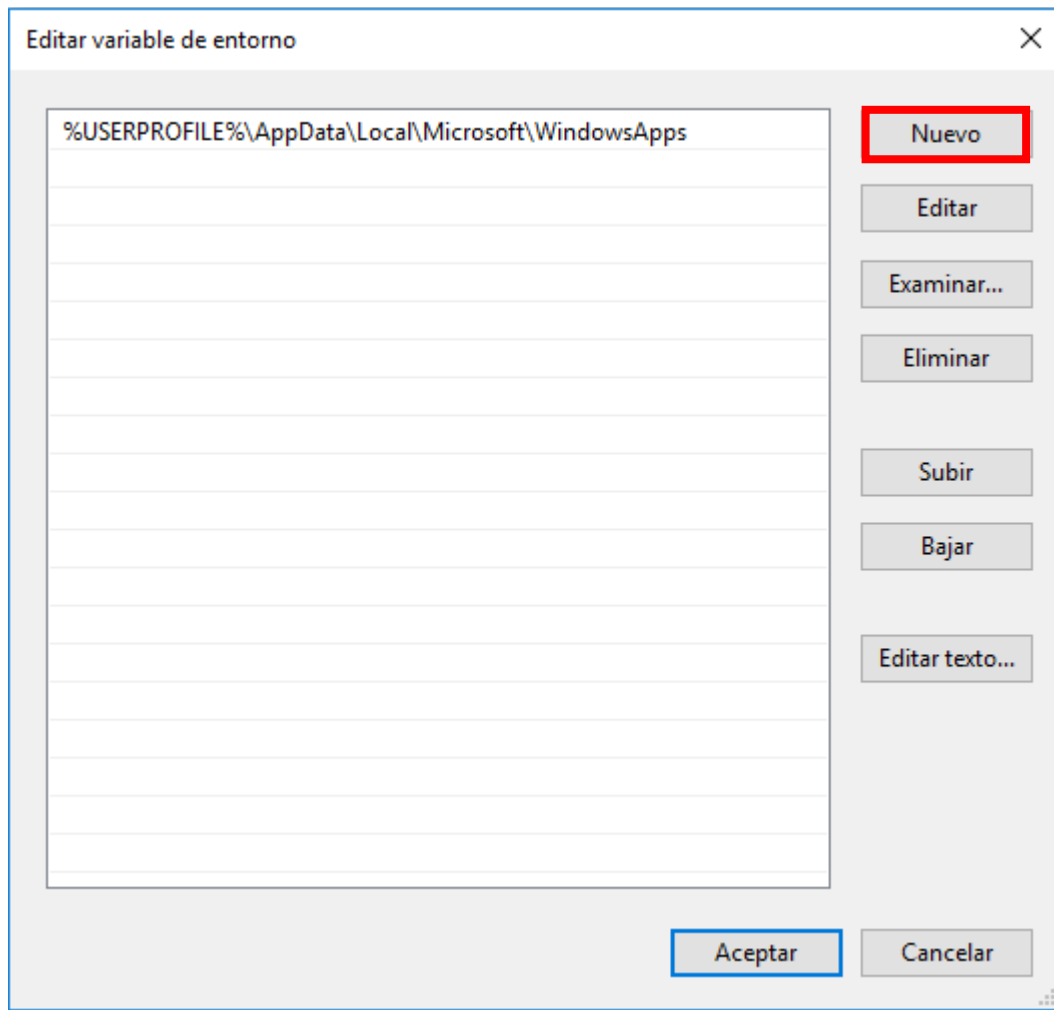 Editar variable de entorno
%USERPROFILE%\AppData\Local\Microsoft\WindowsApps
Nuevo
Editar
Examinar...
Eliminar
Subir
Bajar
Editar texto...
Aceptar
Cancelar